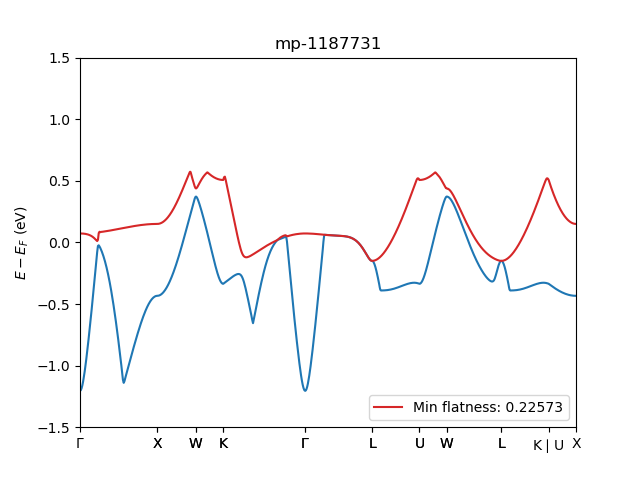 mp-1187731
E − E_F (eV)
1.5
1.0
0.5
0.0
−0.5
−1.0
−1.5
Min flatness: 0.22573
Γ X W K Γ L U W L K | U X